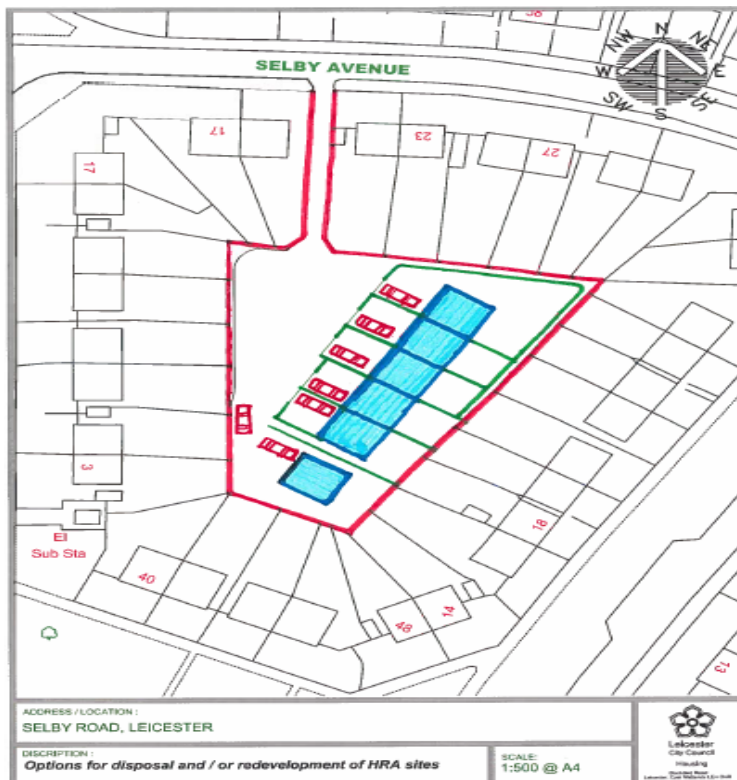 38
SELBY AVENUE
N
NW
NE
W
E
SW
SE
S
17
23
27
17
3
El
Sub Sta
40
48
14
18
13
ADDRESS / LOCATION :
SELBY ROAD, LEICESTER
DISCRIPTION :
Options for disposal and / or redevelopment of HRA sites
SCALE:
1:500 @ A4
Leicester
City Council
Housing